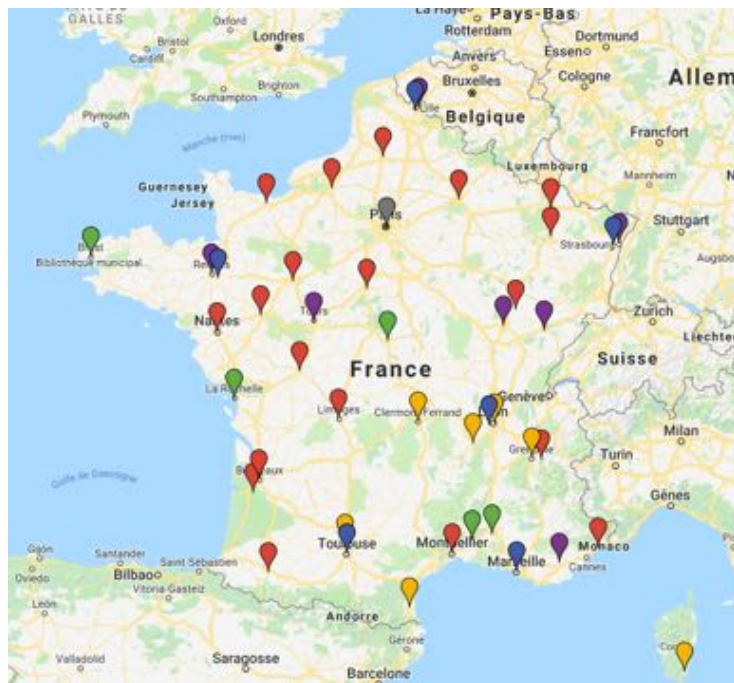 GALLES
Oxford
Londres
Bristol
Cardiff
Southampton
Brighton
Plymouth
La Haye
Pays-Bas
Rotterdam
Dortmund
Essen
Anvers
Cologne
Bruxelles
Allem
Lille
Belgique
Francfort
Manche (mer)
Luxembourg
Mannheim
Guernesey
Jersey
Paris
Stuttgart
Strasbourg
Augsbo
Brest
Bibliothèque municipal...
Rennes
Tours
Nantes
Zurich
Liechter
France
Suisse
La Rochelle
Genève
Limoges
Clermont-Ferrand
Lyon
Milan
Grenoble
Turin
Bordeaux
Golfe de Gascogne
Gênes
Toulouse
Montpellier
Monaco
Marseille
Cannes
Gijón
Santander
Saint Sébastien
Oviedo
Bilbao
Vitoria-Gasteiz
León
Andorre
Gérone
Valladolid
Saragosse
Barcelone